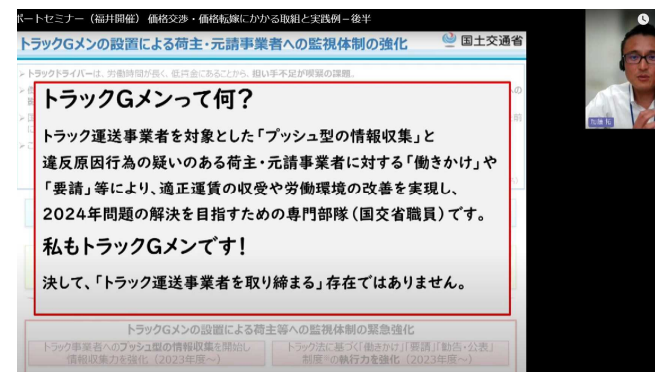 ポートセミナー（福井開催） 価格交渉・価格転嫁にかかる取組と実践例－後半
トラックGメンの設置による荷主・元請事業者への監視体制の強化
国土交通省
トラックドライバーは、労働時間が長く、低賃金にあることから、担い手不足が喫緊の課題。
トラックGメンって何？
トラック運送事業者を対象とした「プッシュ型の情報収集」と
違反原因行為の疑いのある荷主・元請事業者に対する「働きかけ」や
「要請」等により、適正運賃の収受や労働環境の改善を実現し、
2024年問題の解決を目指すための専門部隊（国交省職員）です。
私もトラックGメンです！
決して、「トラック運送事業者を取り締まる」存在ではありません。
トラックGメンの設置による荷主等への監視体制の緊急強化
トラック事業者へのプッシュ型の情報収集を開始し
情報収集力を強化（2023年度～）
トラック法に基づく「働きかけ」「要請」「勧告・公表」
制度の執行力を強化（2023年度～）